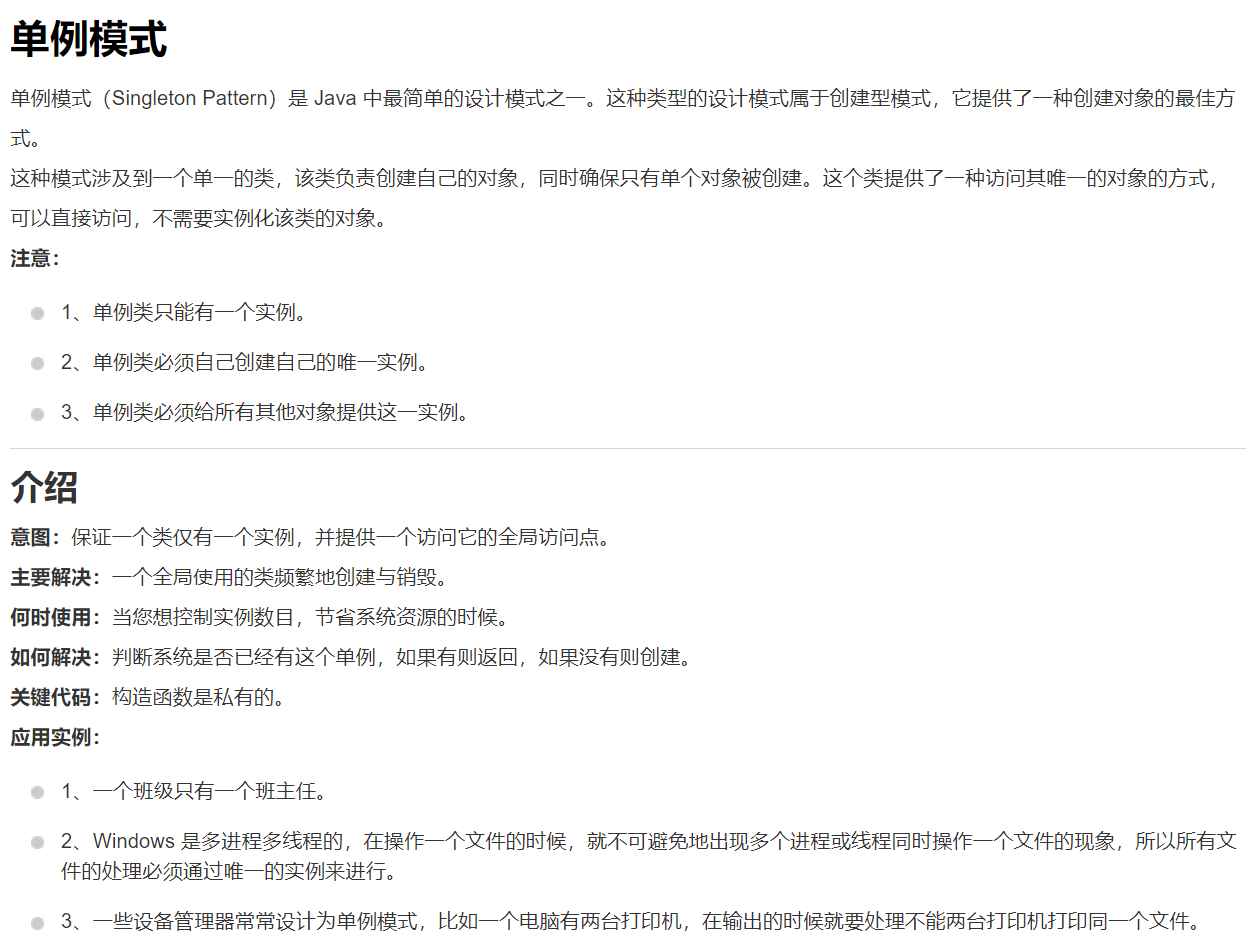 单例模式
单例模式（Singleton Pattern）是 Java 中最简单的设计模式之一。这种类型的设计模式属于创建型模式，它提供了一种创建对象的最佳方
式。
这种模式涉及到一个单一的类，该类负责创建自己的对象，同时确保只有单个对象被创建。这个类提供了一种访问其唯一的对象的方式，
可以直接访问，不需要实例化该类的对象。
注意：
1、单例类只能有一个实例。
2、单例类必须自己创建自己的唯一实例。
3、单例类必须给所有其他对象提供这一实例。
介绍
意图：保证一个类仅有一个实例，并提供一个访问它的全局访问点。
主要解决：一个全局使用的类频繁地创建与销毁。
何时使用：当您想控制实例数目，节省系统资源的时候。
如何解决：判断系统是否已经有这个单例，如果有则返回，如果没有则创建。
关键代码：构造函数是私有的。
应用实例：
1、一个班级只有一个班主任。
2、Windows 是多进程多线程的，在操作一个文件的时候，就不可避免地出现多个进程或线程同时操作一个文件的现象，所以所有文
件的处理必须通过唯一的实例来进行。
3、一些设备管理器常常设计为单例模式，比如一个电脑有两台打印机，在输出的时候就要处理不能两台打印机打印同一个文件。